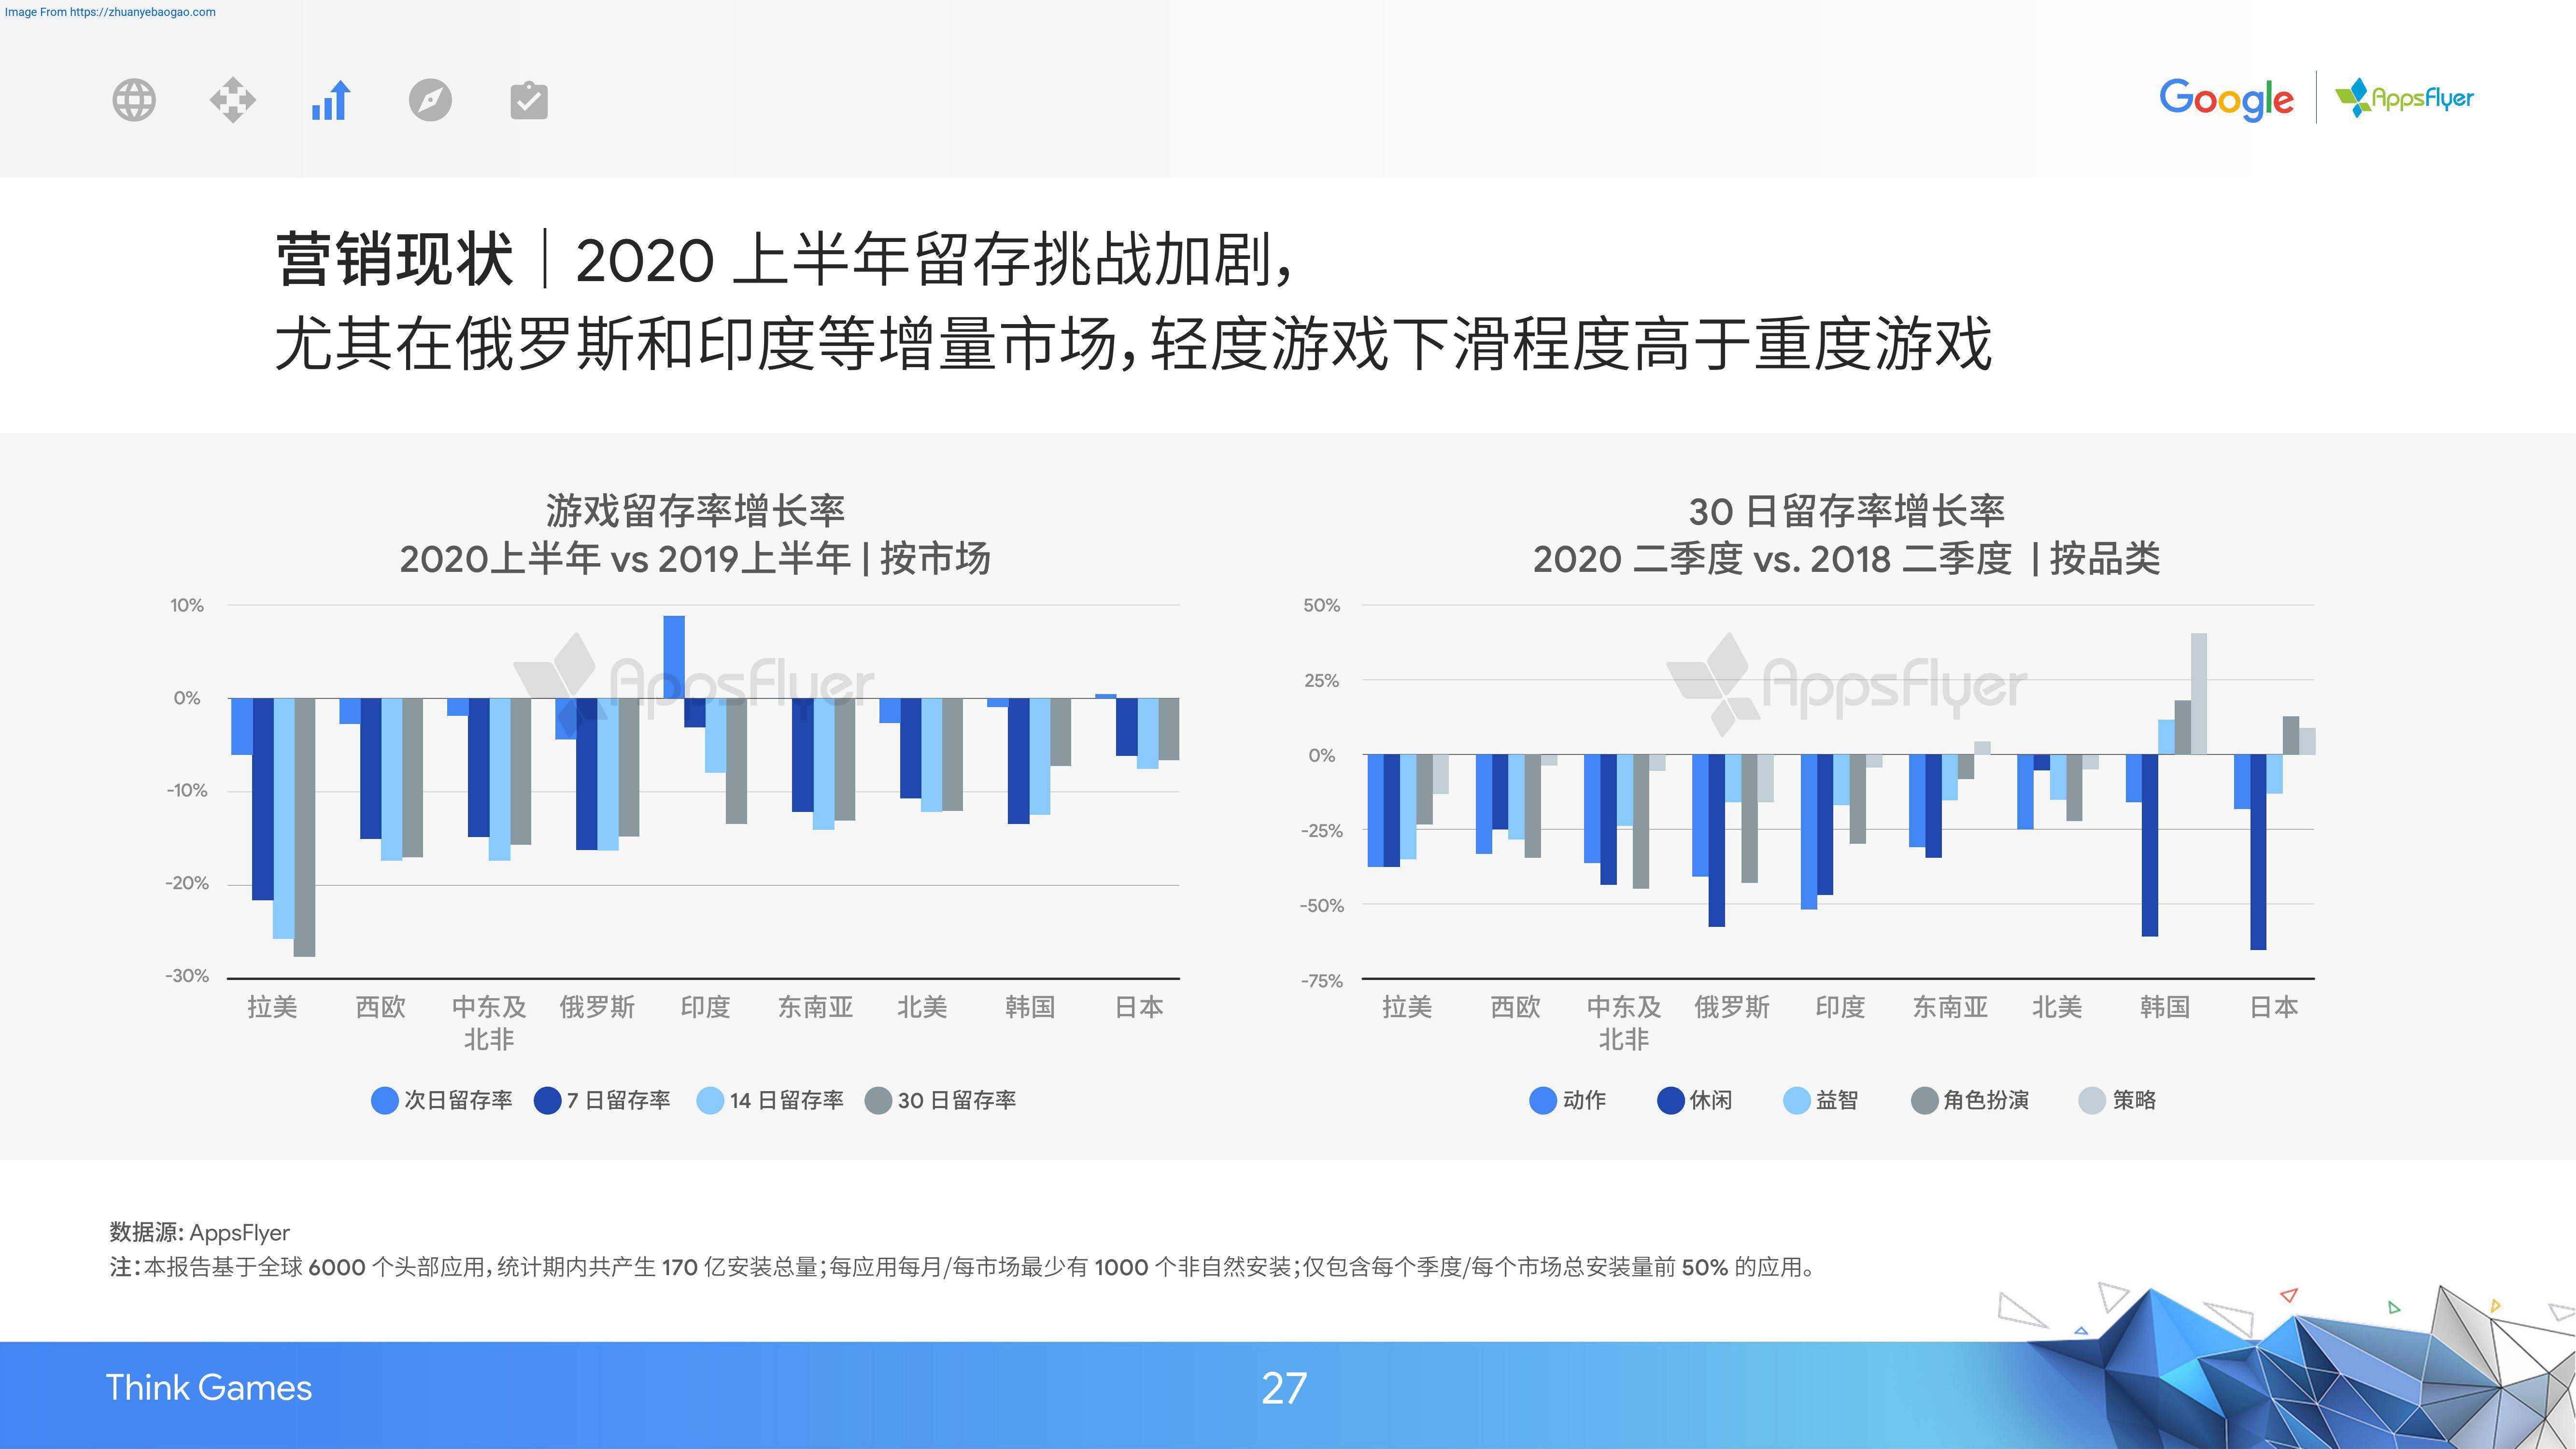 Image From https://zhuanyebaogao.com
Google | AppsFlyer
营销现状｜2020 上半年留存挑战加剧，
尤其在俄罗斯和印度等增量市场，轻度游戏下滑程度高于重度游戏
游戏留存率增长率
2020上半年 vs 2019上半年 | 按市场
10%
0%
-10%
-20%
-30%
AppsFlyer
拉美 西欧 中东及北非 俄罗斯 印度 东南亚 北美 韩国 日本
次日留存率 7 日留存率 14 日留存率 30 日留存率
30 日留存率增长率
2020 二季度 vs. 2018 二季度 | 按品类
50%
25%
0%
-25%
-50%
-75%
AppsFlyer
拉美 西欧 中东及北非 俄罗斯 印度 东南亚 北美 韩国 日本
动作 休闲 益智 角色扮演 策略
数据源: AppsFlyer
注：本报告基于全球 6000 个头部应用，统计期内共产生 170 亿安装总量；每应用每月/每市场最少有 1000 个非自然安装；仅包含每个季度/每个市场总安装量前 50% 的应用。
Think Games
27